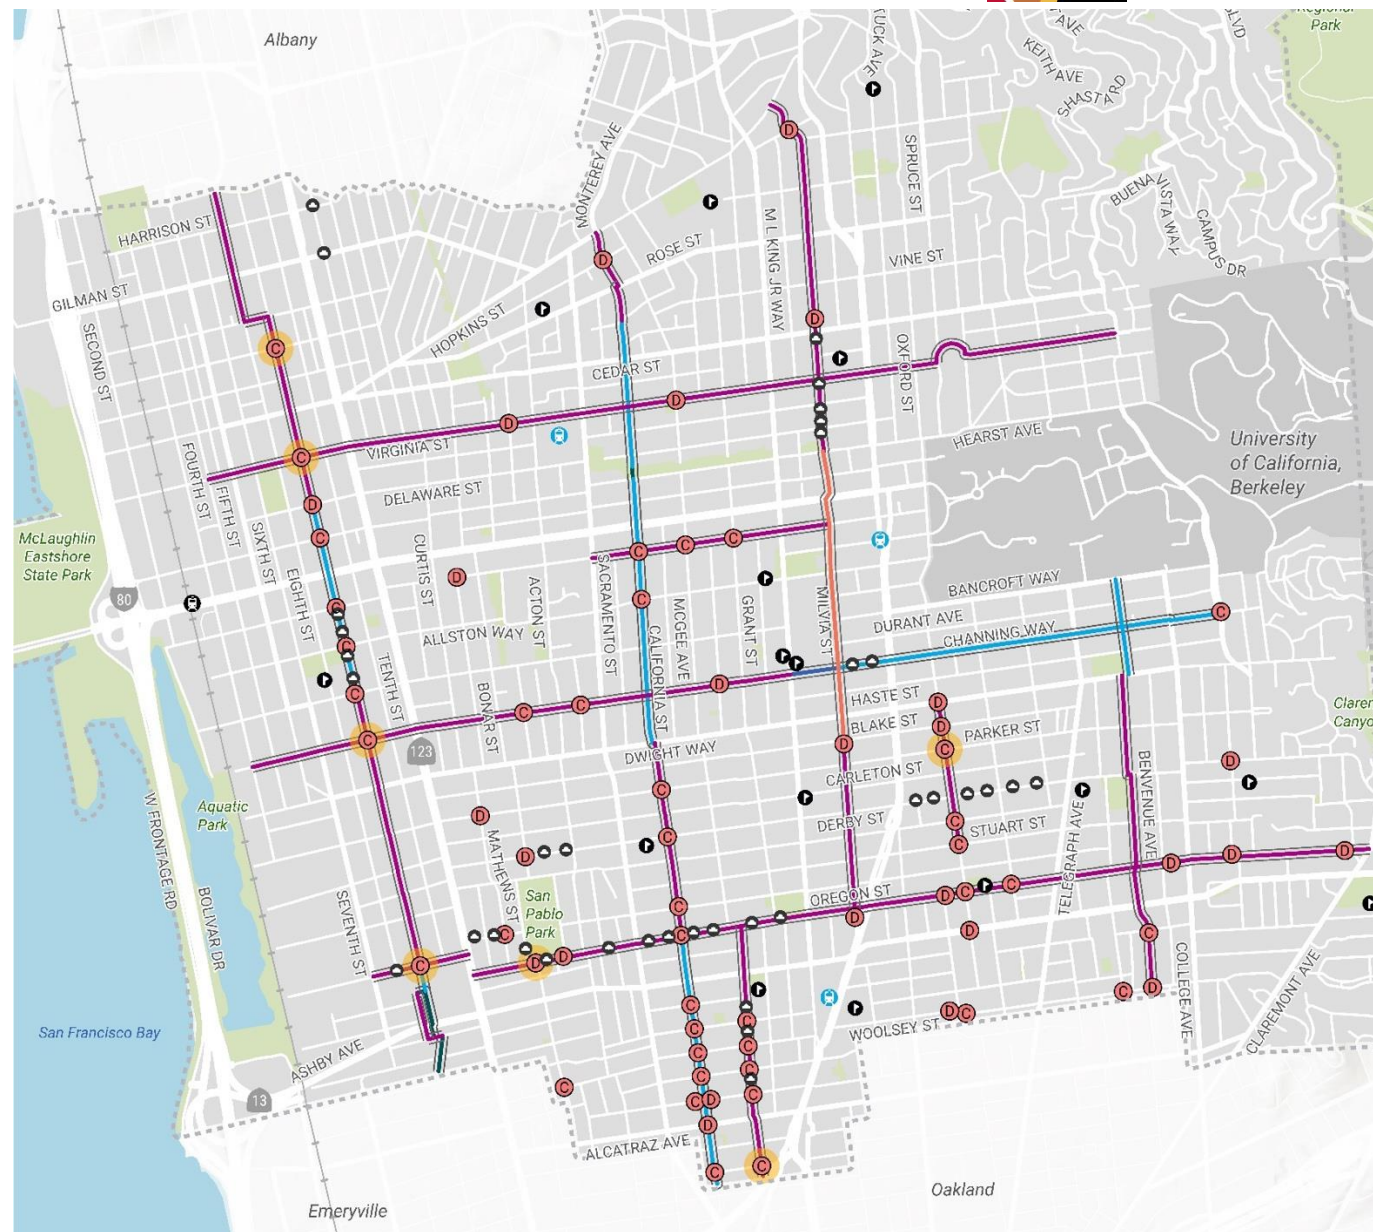 Albany
Regional
Park
TUCK AVE
AVE
KEITH AVE
SHASTA RD
BLVD
MONTEREY AVE
SPRUCE ST
BUENA
VISTA WAY
CAMPUS DR
HARRISON ST
ROSE ST
M L KING JR WAY
VINE ST
GILMAN ST
SECOND ST
HOPKINS ST
CEDAR ST
OXFORD ST
VIRGINIA ST
HEARST AVE
University
of California,
Berkeley
FOURTH ST
FIFTH ST
DELAWARE ST
SIXTH ST
McLaughlin
Eastshore
State Park
80
EIGHTH ST
CURTIS ST
ACTON ST
SACRAMENTO ST
MCGEE AVE
GRANT ST
MILVIA ST
BANCROFT WAY
DURANT AVE
CHANNING WAY
ALLSTON WAY
TENTH ST
BONAR ST
CALIFORNIA ST
HASTE ST
BLAKE ST
PARKER ST
123
DWIGHT WAY
CARLETON ST
BENVENUE AVE
Aquatic
Park
W FRONTAGE RD
MATHEWS ST
DERBY ST
STUART ST
TELEGRAPH AVE
BOLIVAR DR
SEVENTH ST
San
Pablo
Park
OREGON ST
COLLEGE AVE
CLAREMONT AVE
San Francisco Bay
ASHBY AVE
WOOLSEY ST
13
ALCATRAZ AVE
Oakland
Emeryville